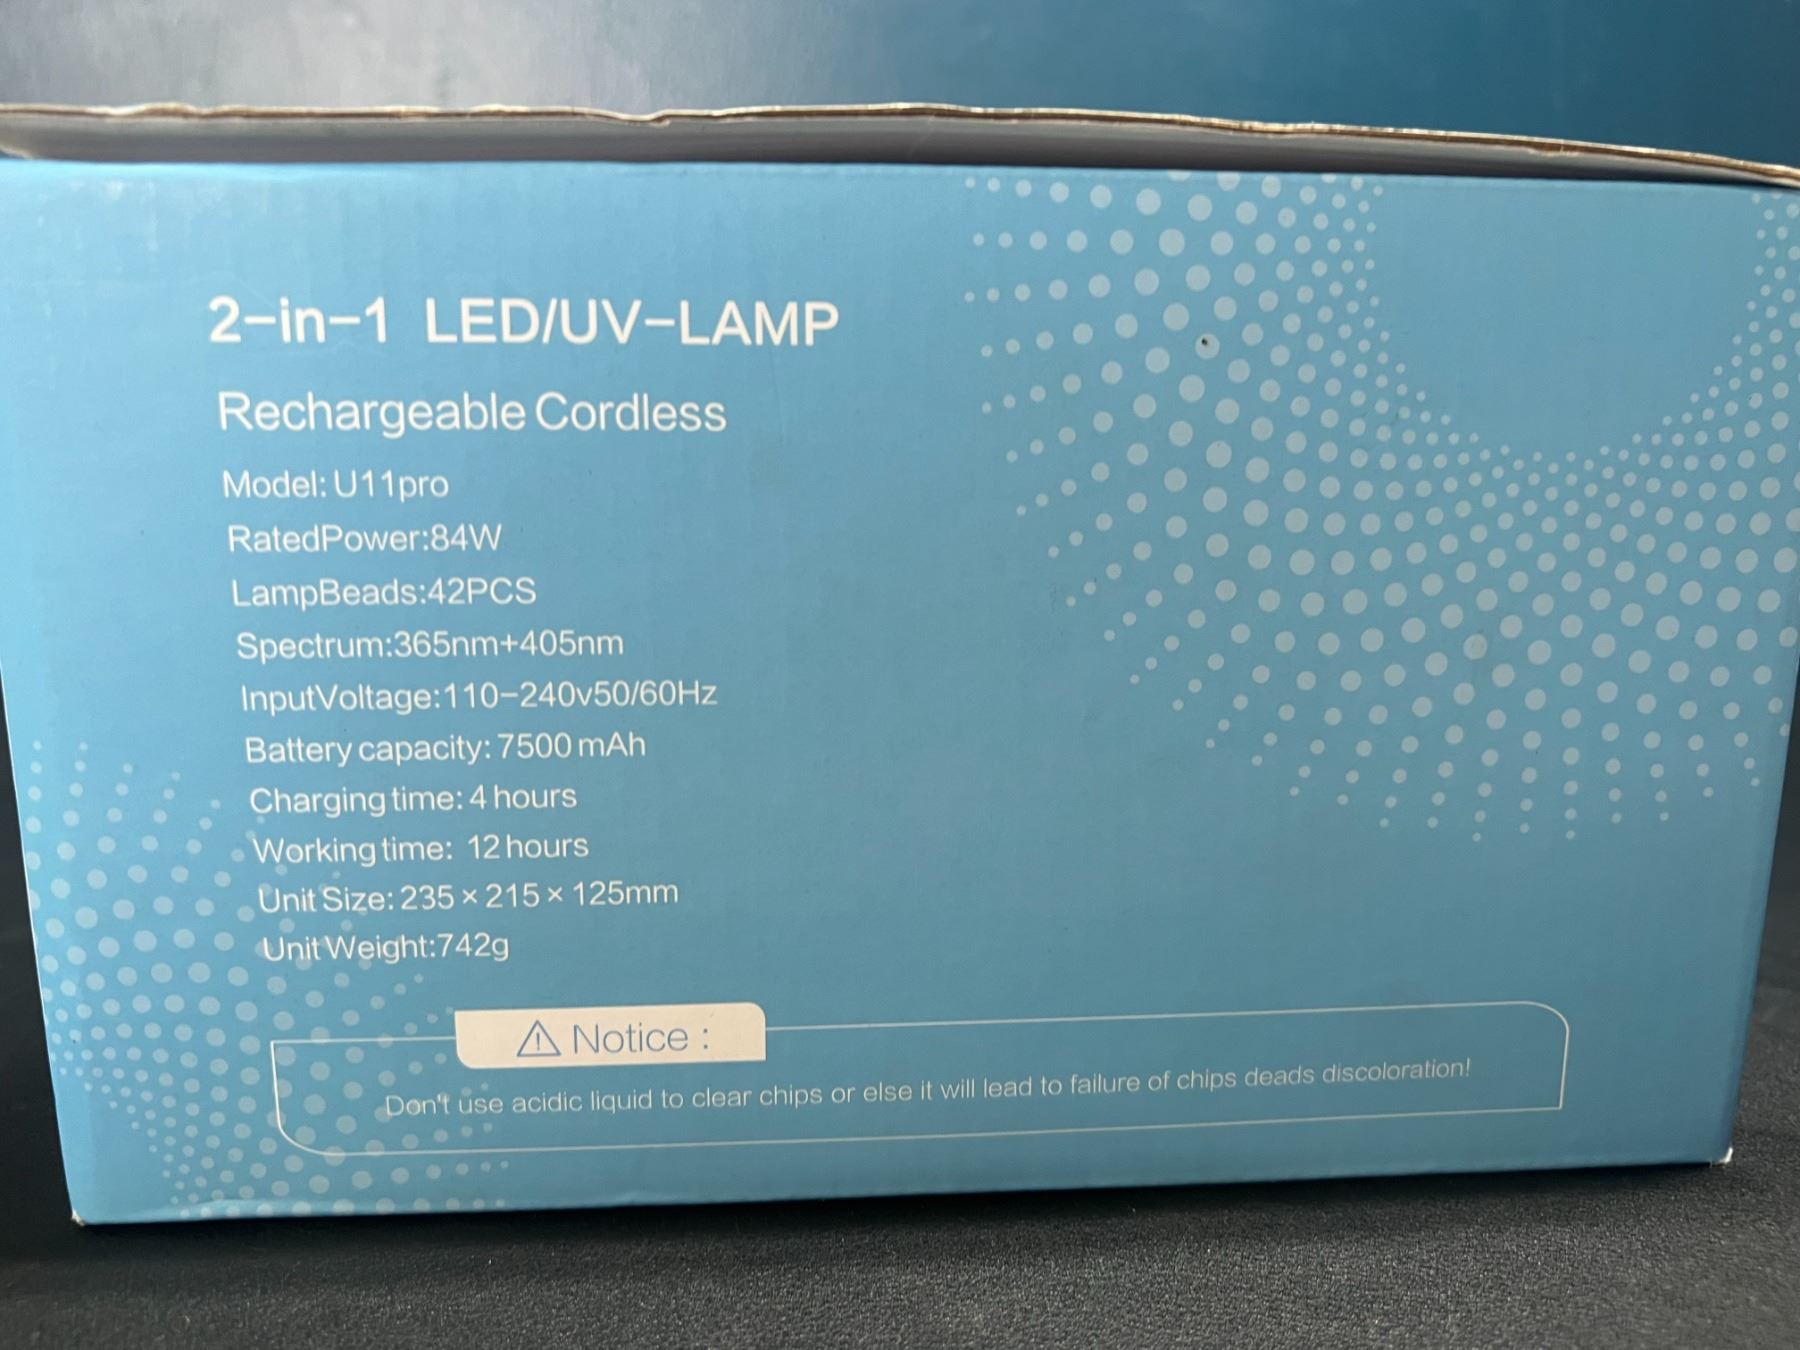 2-in-1 LED/UV-LAMP
Rechargeable Cordless
Model: U11pro
RatedPower:84W
LampBeads:42PCS
Spectrum:365nm+405nm
InputVoltage:110-240v50/60Hz
Battery capacity: 7500 mAh
Charging time: 4 hours
Working time: 12 hours
Unit Size: 235 × 215 × 125mm
Unit Weight:742g
⚠ Notice :
Don't use acidic liquid to clear chips or else it will lead to failure of chips deads discoloration!